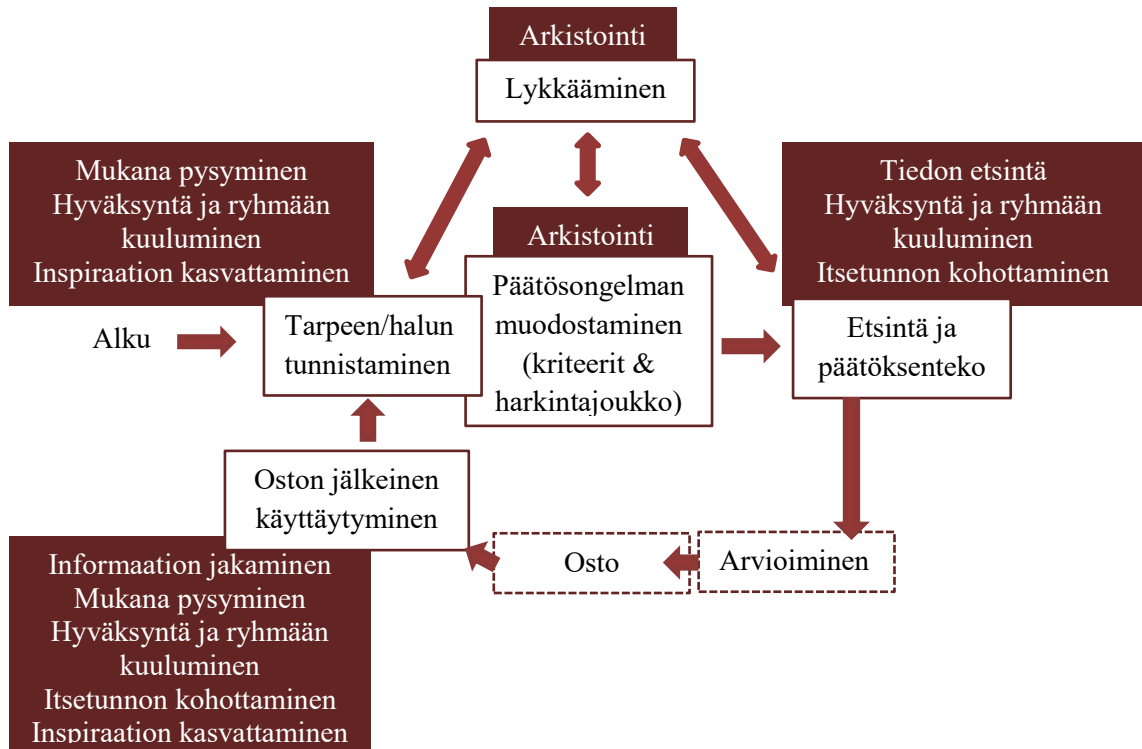 Arkistointi
Lykkääminen
Mukana pysyminen
Hyväksyntä ja ryhmään
kuuluminen
Inspiraation kasvattaminen
Tiedon etsintä
Hyväksyntä ja ryhmään
kuuluminen
Itsetunnon kohottaminen
Arkistointi
Alku
Tarpeen/halun
tunnistaminen
Päätösongelman
muodostaminen
(kriteerit &
harkintajoukko)
Etsintä ja
päätöksenteko
Oston jälkeinen
käyttäytyminen
Osto
Arvioiminen
Informaation jakaminen
Mukana pysyminen
Hyväksyntä ja ryhmään
kuuluminen
Itsetunnon kohottaminen
Inspiraation kasvattaminen